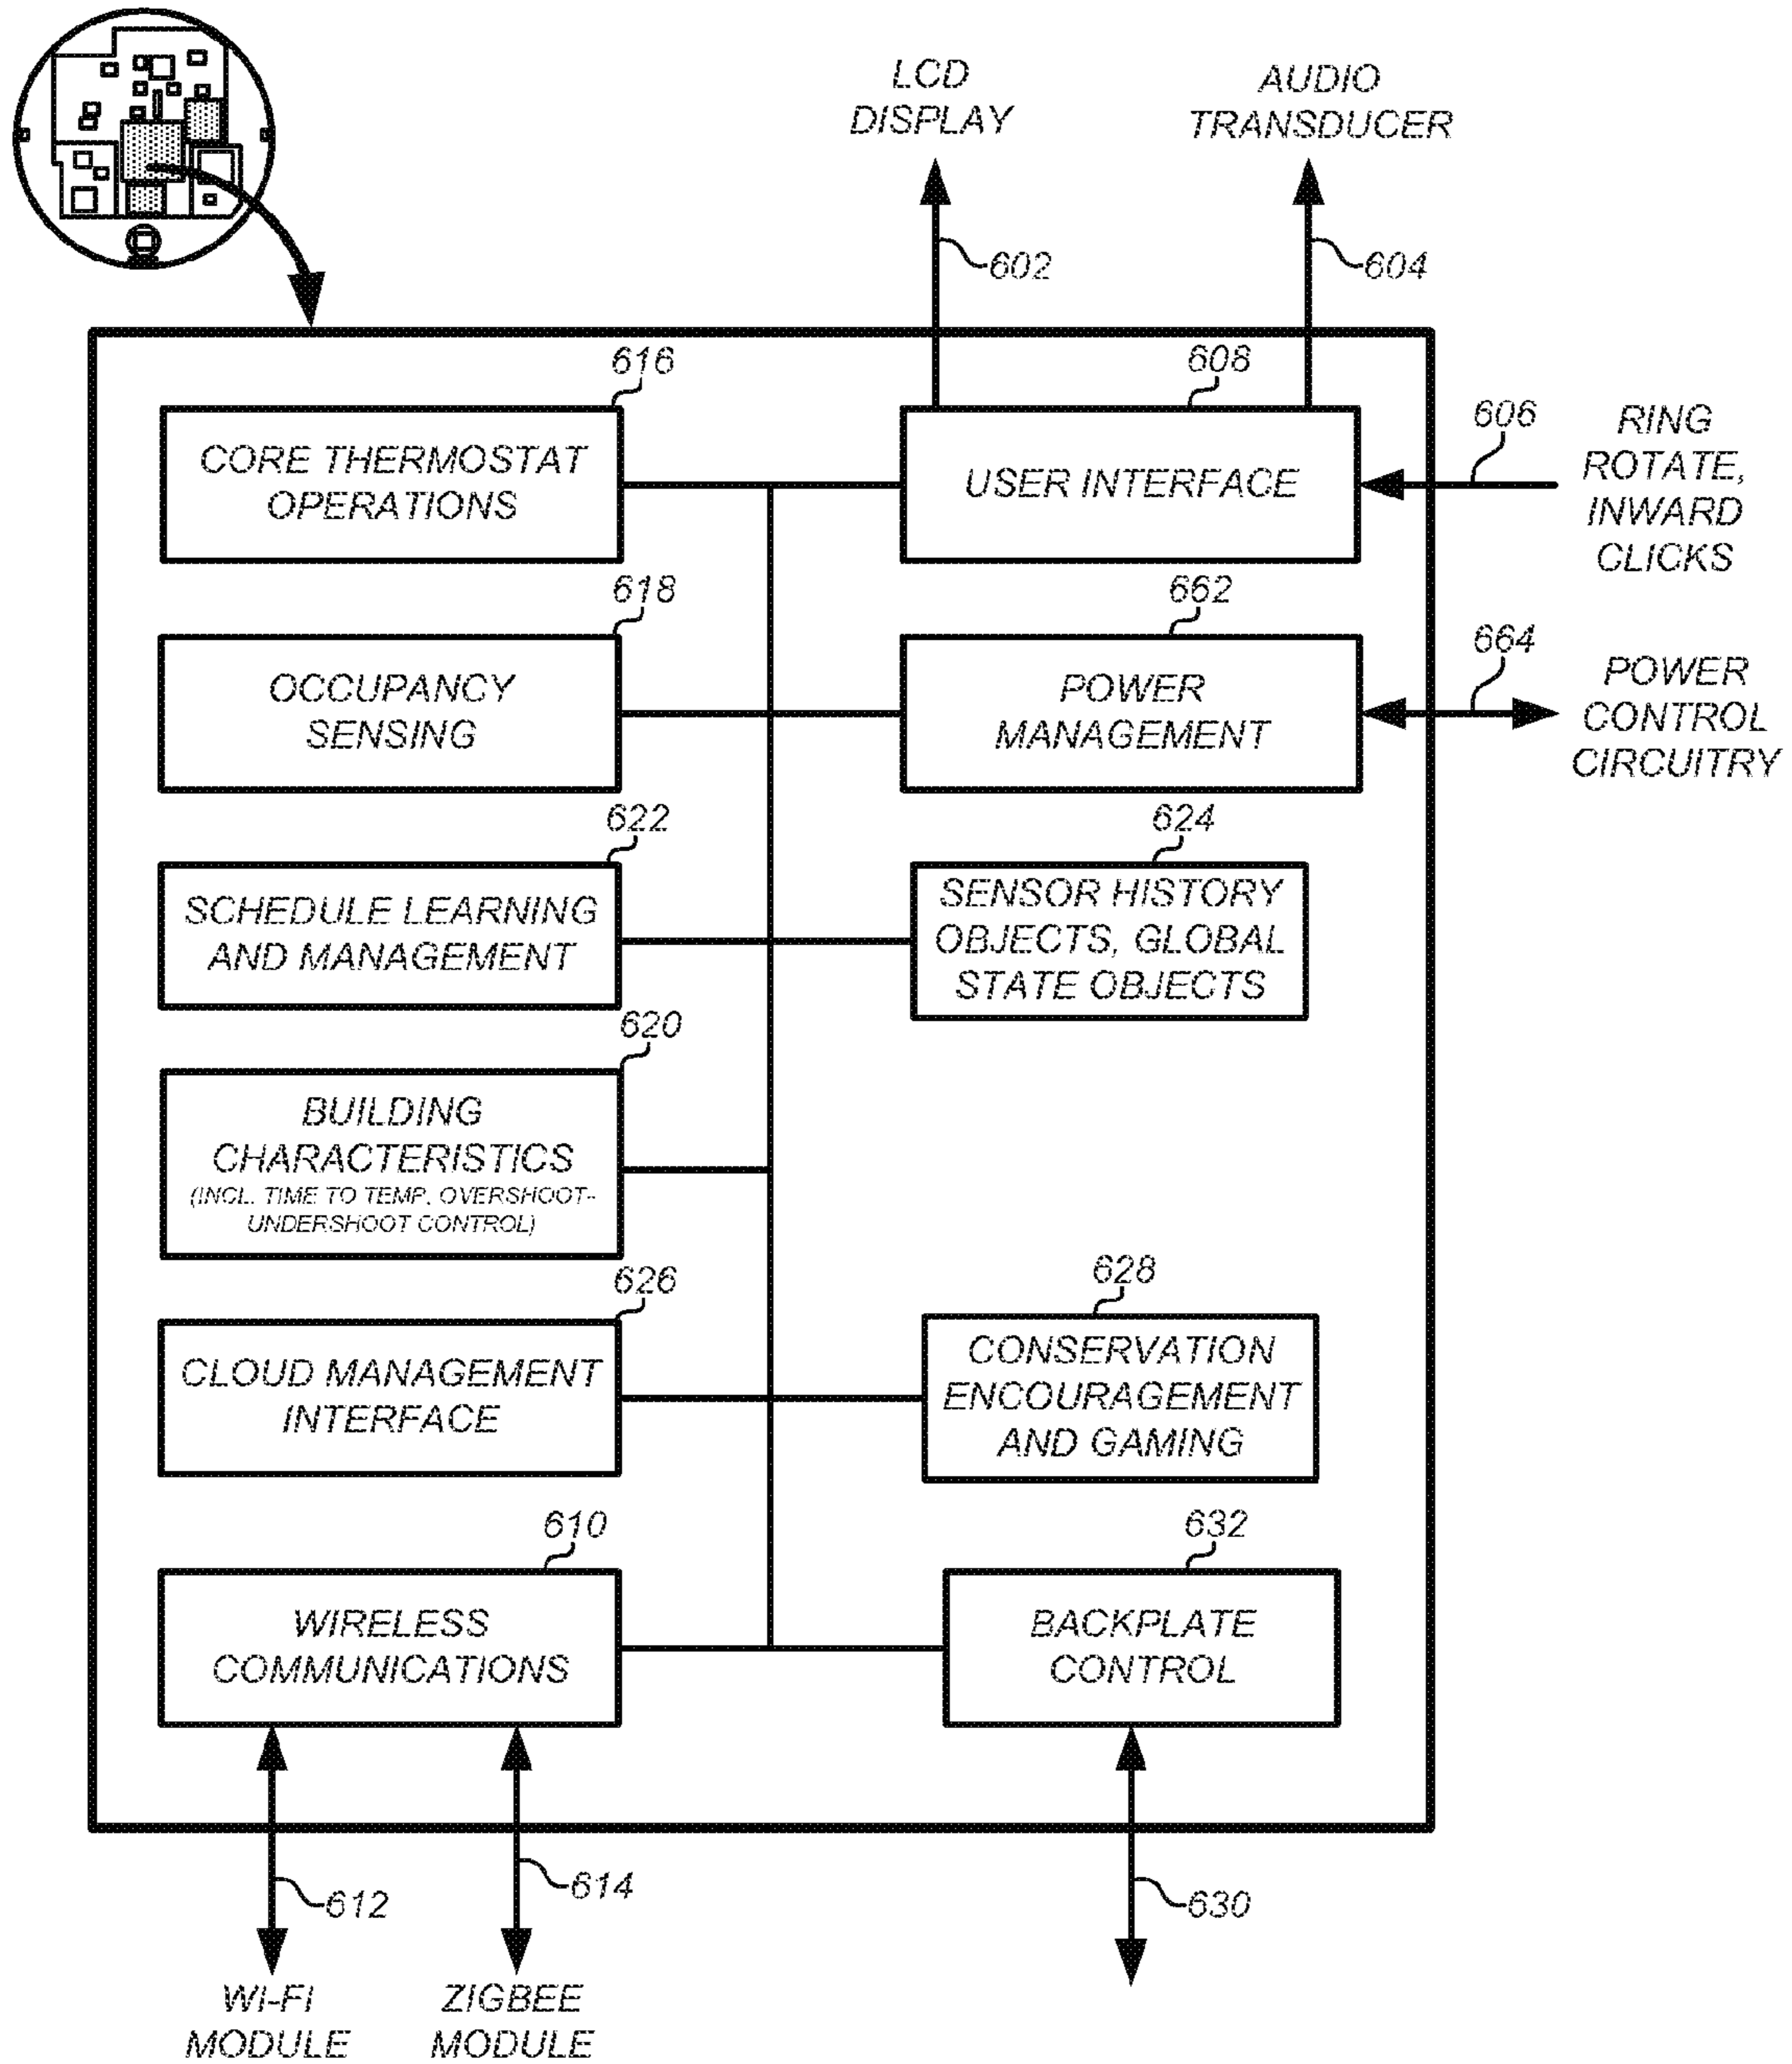 LCD
DISPLAY
AUDIO
TRANSDUCER
602
604
616
608
606
RING
ROTATE,
INWARD
CLICKS
CORE THERMOSTAT
OPERATIONS
USER INTERFACE
618
662
664
POWER
CONTROL
CIRCUITRY
OCCUPANCY
SENSING
POWER
MANAGEMENT
622
624
SCHEDULE LEARNING
AND MANAGEMENT
SENSOR HISTORY
OBJECTS, GLOBAL
STATE OBJECTS
620
BUILDING
CHARACTERISTICS
(INCL. TIME TO TEMP, OVERSHOOT-
UNDERSHOOT CONTROL)
626
628
CLOUD MANAGEMENT
INTERFACE
CONSERVATION
ENCOURAGEMENT
AND GAMING
610
632
WIRELESS
COMMUNICATIONS
BACKPLATE
CONTROL
612
614
630
WI-FI
MODULE
ZIGBEE
MODULE